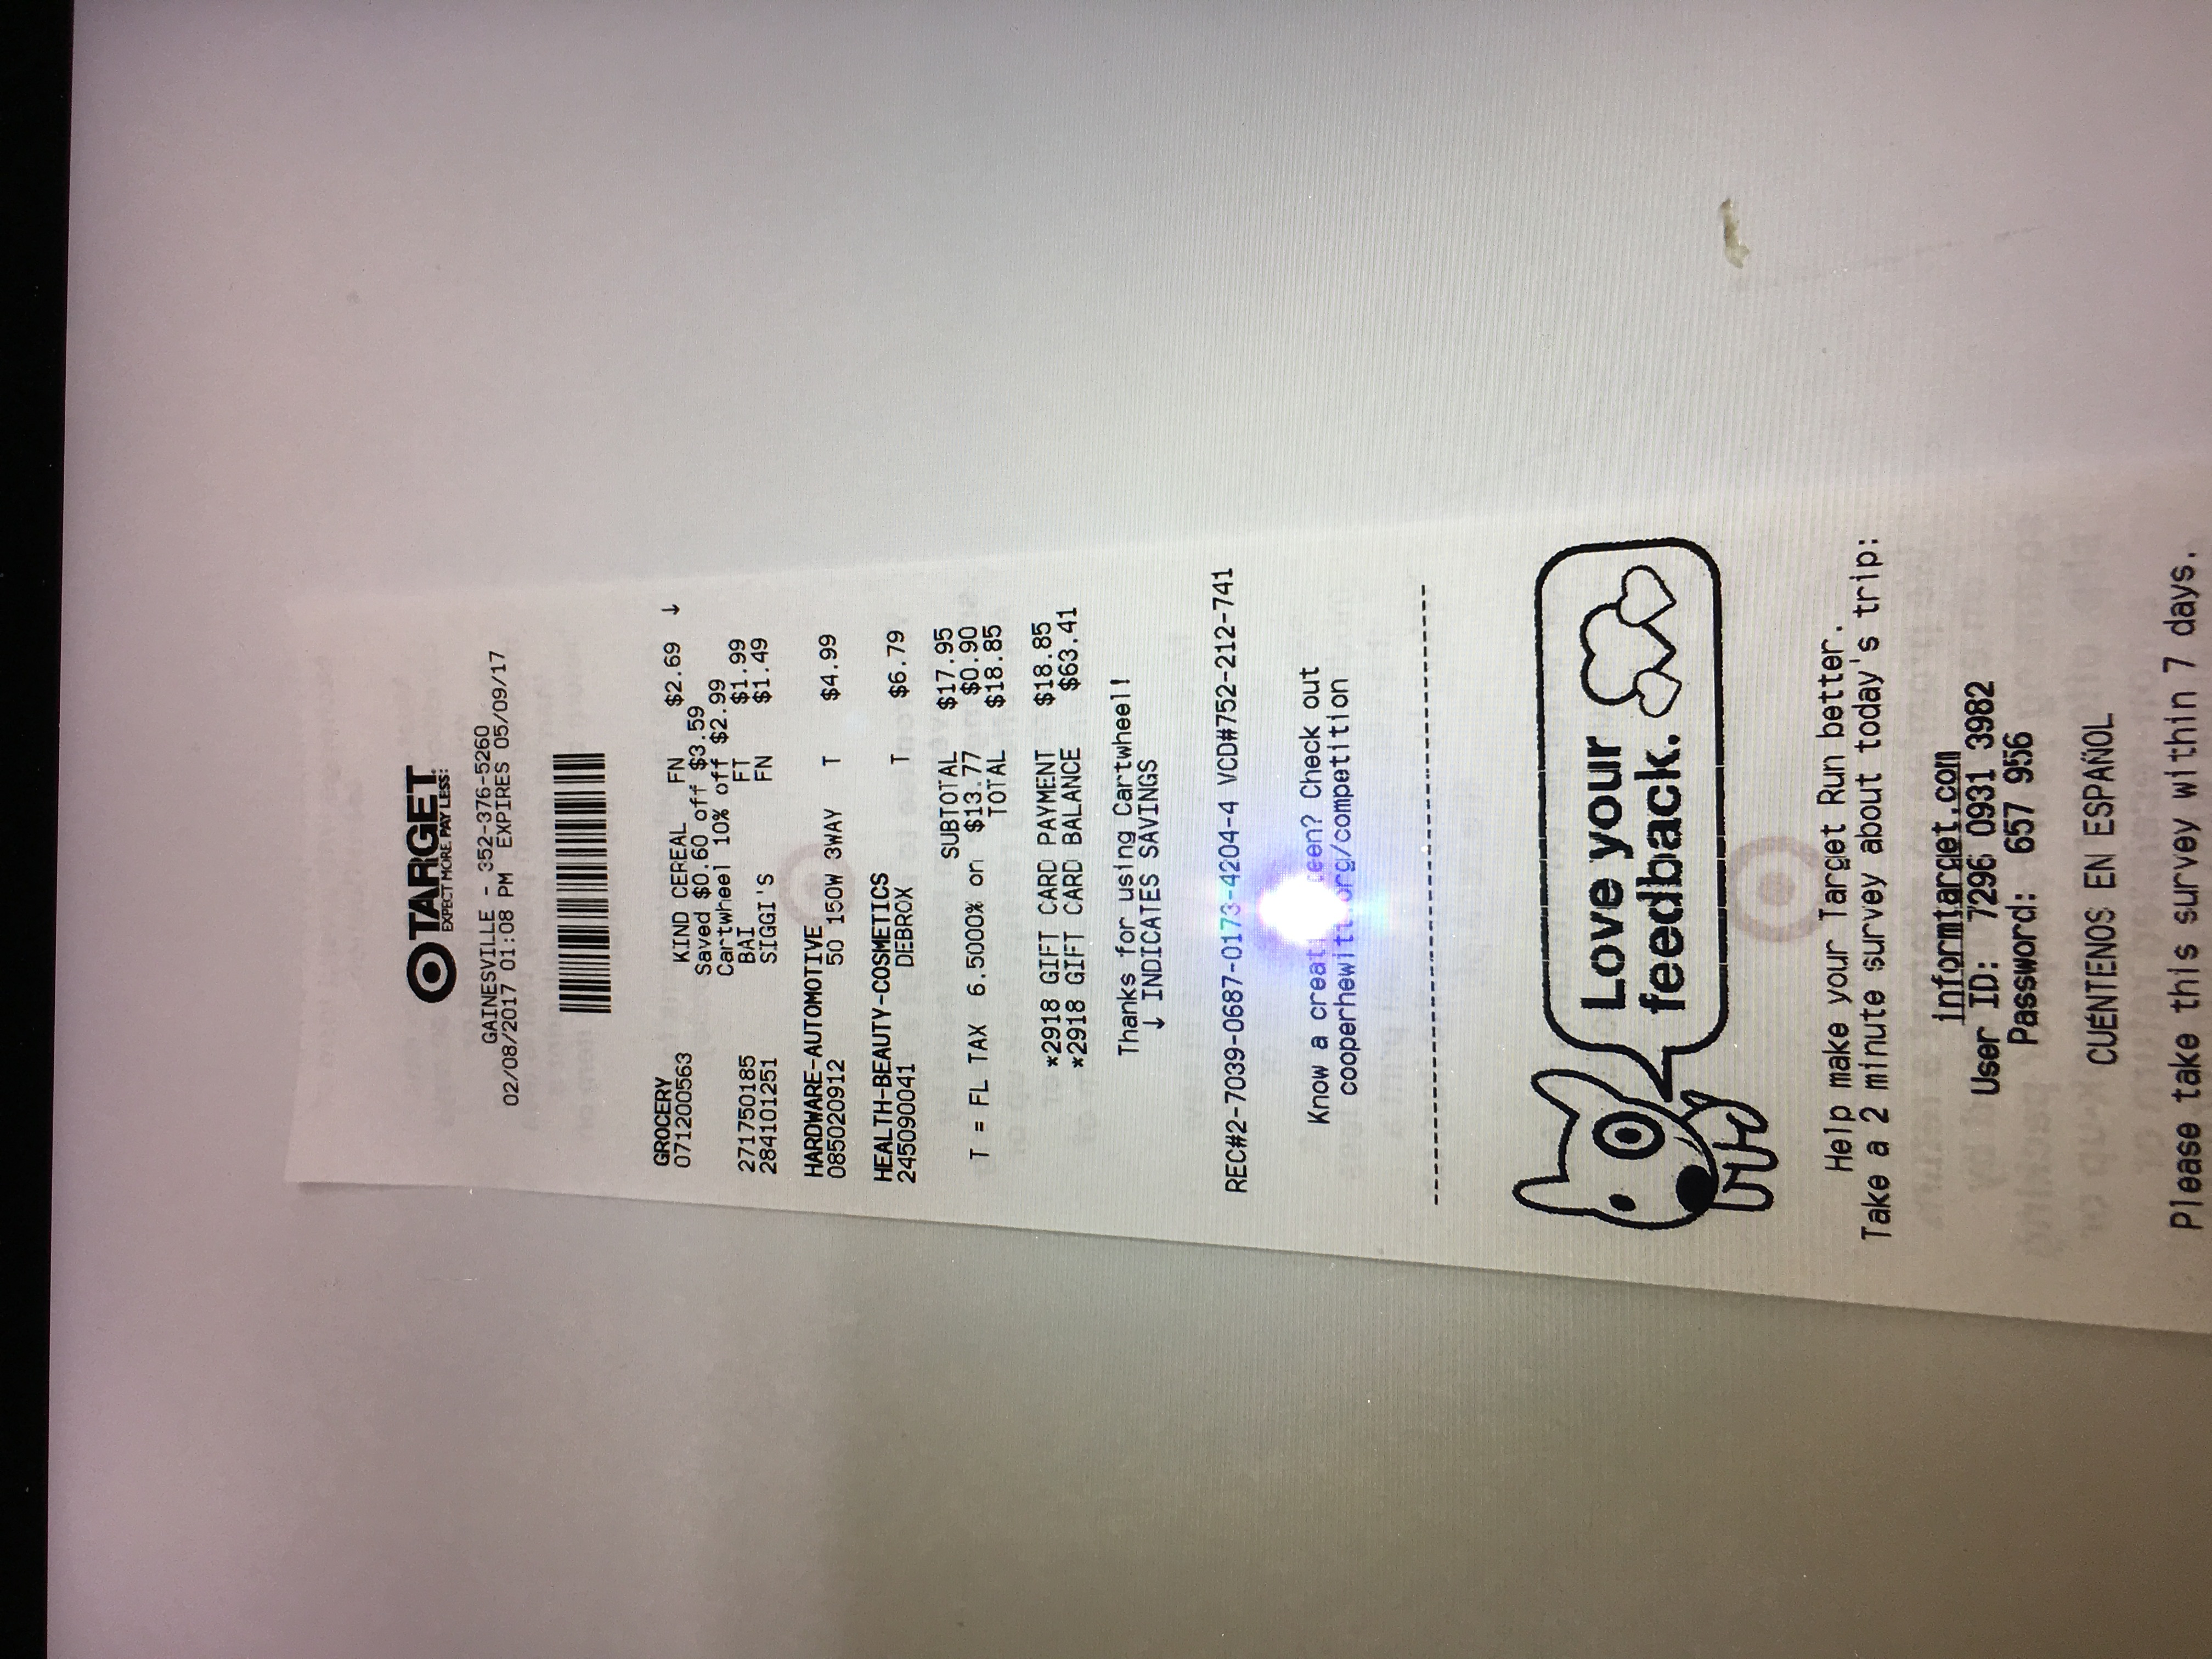 TARGET
EXPECT MORE. PAY LESS.
GAINESVILLE - 352-376-5260
02/08/2017 01:08 PM EXPIRES 05/09/17
GROCERY
071200563 KIND CEREAL FN $2.69 ↓
Saved $0.60 off $3.59
Cartwheel 10% off $2.99
271750185 BAI FT $1.99
284101251 SIGGI'S FN $1.49
HARDWARE-AUTOMOTIVE
085020912 50 150W 3WAY T $4.99
HEALTH-BEAUTY-COSMETICS
245090041 DEBROX T $6.79
SUBTOTAL $17.95
T = FL TAX 6.5000% on $13.77 $0.90
TOTAL $18.85
*2918 GIFT CARD PAYMENT $18.85
*2918 GIFT CARD BALANCE $63.41
Thanks for using Cartwheel!
↓ INDICATES SAVINGS
REC#2-7039-0687-0173-4204-4 VCD#752-212-741
Know a teen? Check out
cooperhewitt.org/competition
Love your
feedback.
Help make your Target Run better.
Take a 2 minute survey about today's trip:
informtarget.com
User ID: 7296 0931 3982
Password: 657 956
CUÉNTENOS EN ESPAÑOL
Please take this survey within 7 days.